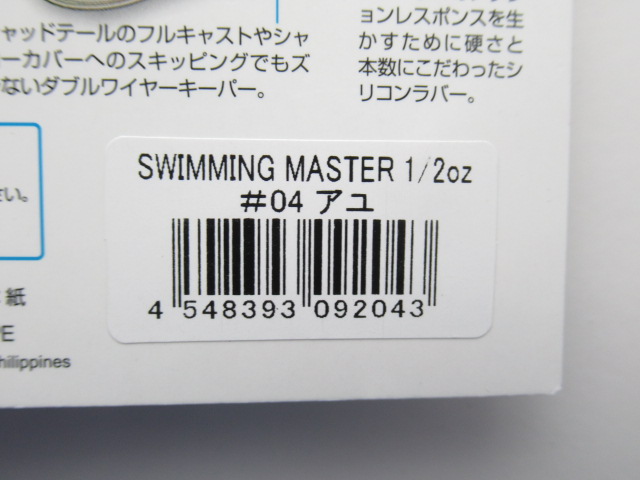 ャッドテールのフルキャストやシャ
ーカバーへのスキッピングでもズ
ないダブルワイヤーキーパー。
ョンレスポンスを生
かすために硬さと
本数にこだわったシ
リコンラバー。
さい。
SWIMMING MASTER 1/2oz
#04 アユ
4 548393 092043
紙
PE
hilippines